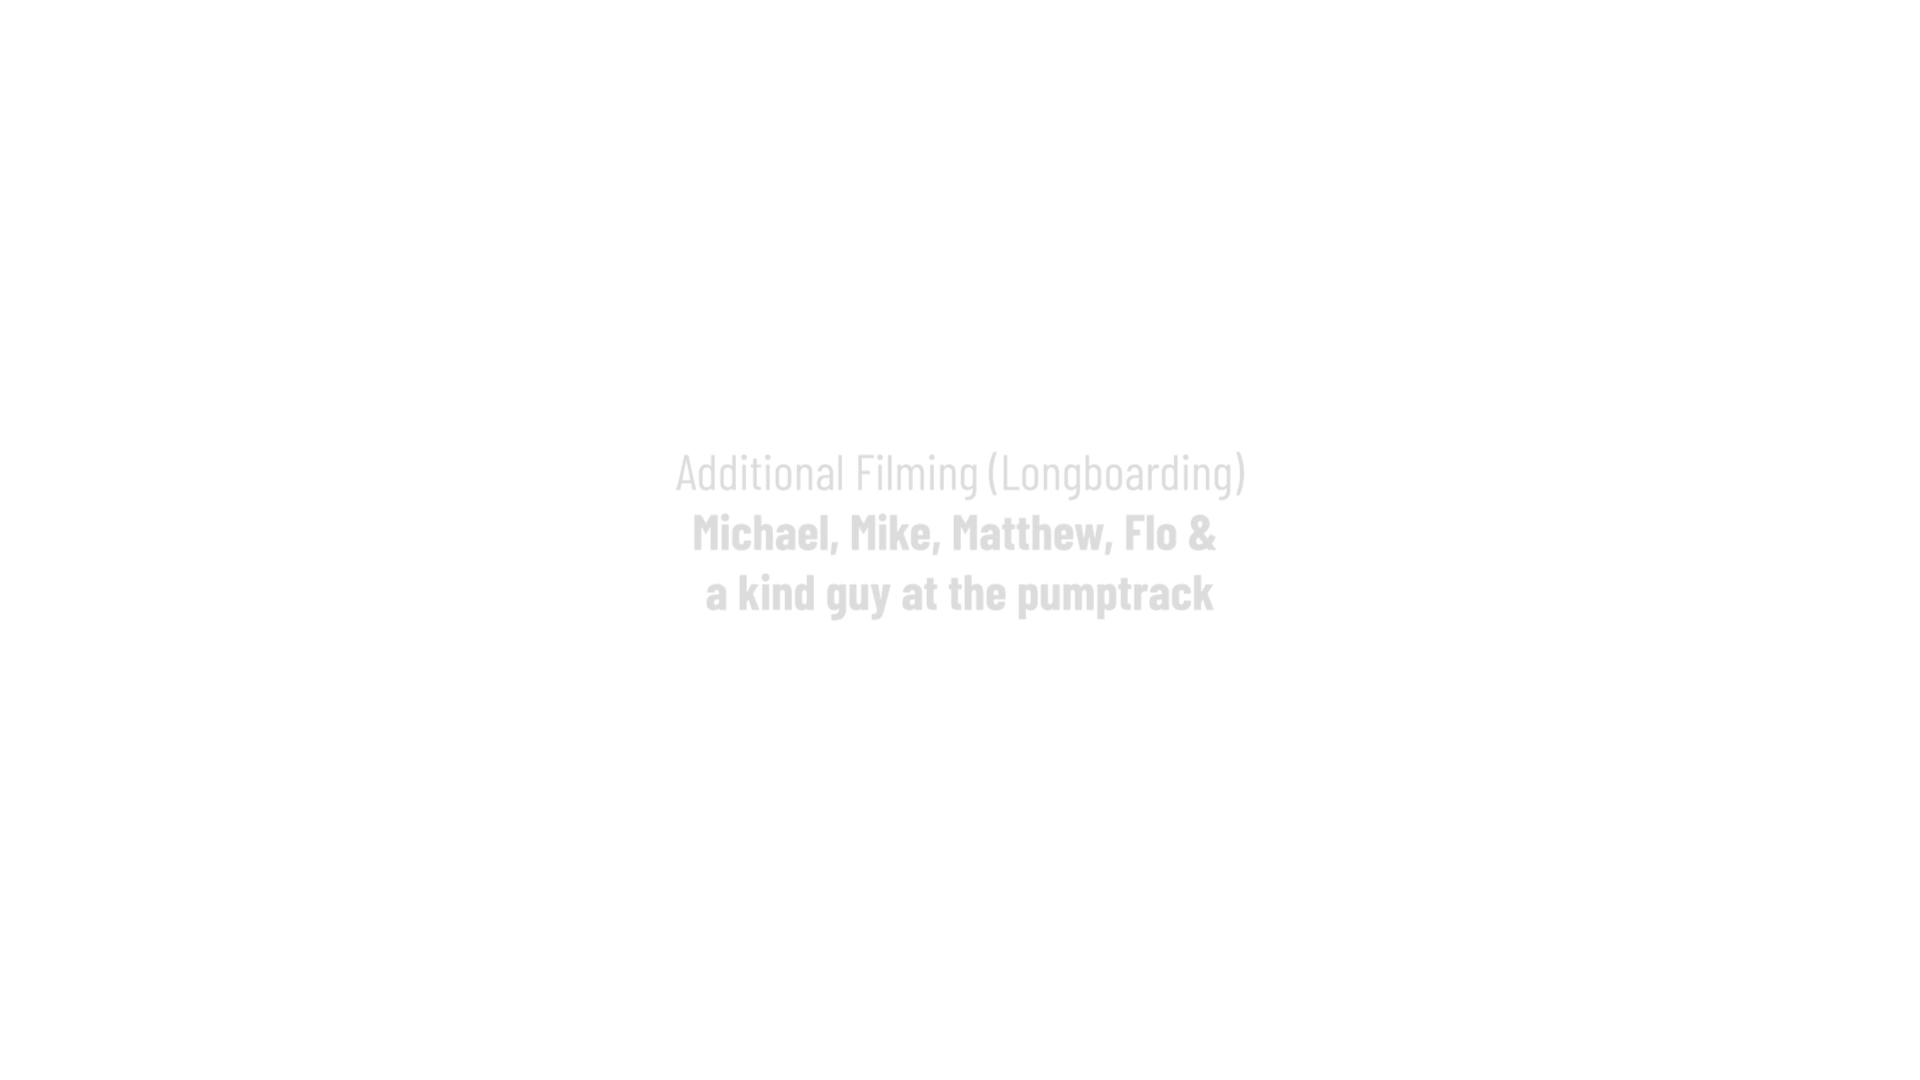 Additional Filming (Longboarding)
Michael, Mike, Matthew, Flo &
a kind guy at the pumptrack